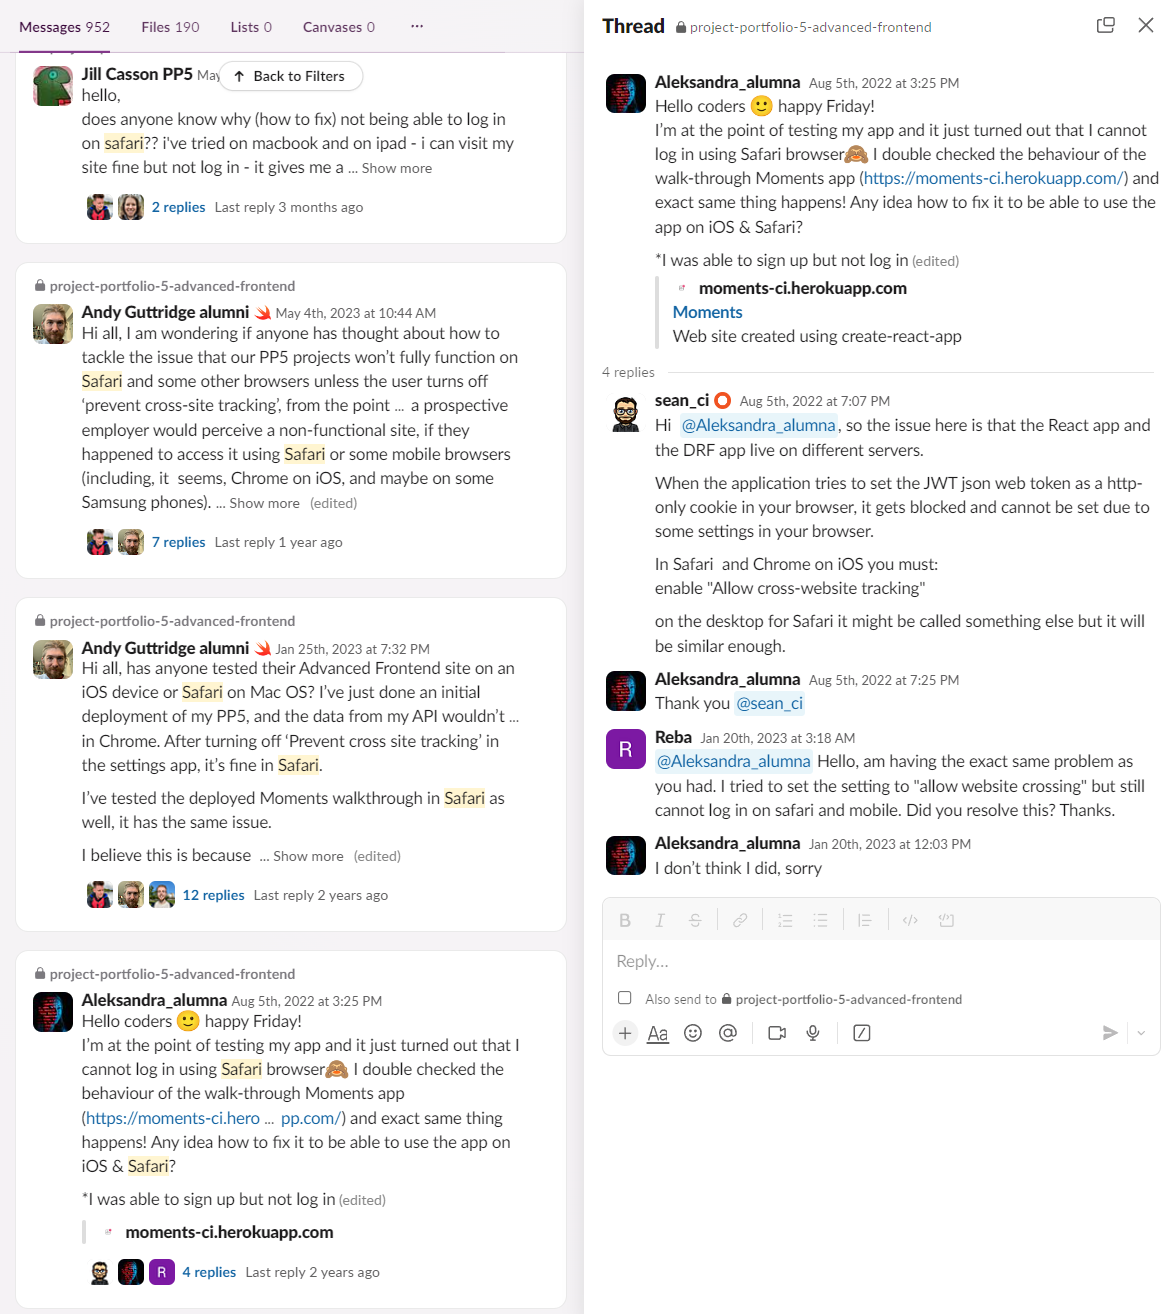 Messages 952 Files 190 Lists 0 Canvases 0 ...
Jill Casson PP5 May
↑ Back to Filters
hello,
does anyone know why (how to fix) not being able to log in
on safari?? i've tried on macbook and on ipad - i can visit my
site fine but not log in - it gives me a ... Show more
2 replies Last reply 3 months ago
project-portfolio-5-advanced-frontend
Andy Guttridge alumni May 4th, 2023 at 10:44 AM
Hi all, I am wondering if anyone has thought about how to
tackle the issue that our PP5 projects won't fully function on
Safari and some other browsers unless the user turns off
'prevent cross-site tracking', from the point ... a prospective
employer would perceive a non-functional site, if they
happened to access it using Safari or some mobile browsers
(including, it seems, Chrome on iOS, and maybe on some
Samsung phones). ... Show more (edited)
7 replies Last reply 1 year ago
project-portfolio-5-advanced-frontend
Andy Guttridge alumni Jan 25th, 2023 at 7:32 PM
Hi all, has anyone tested their Advanced Frontend site on an
iOS device or Safari on Mac OS? I've just done an initial
deployment of my PP5, and the data from my API wouldn't ...
in Chrome. After turning off 'Prevent cross site tracking' in
the settings app, it's fine in Safari.
I've tested the deployed Moments walkthrough in Safari as
well, it has the same issue.
I believe this is because ... Show more (edited)
12 replies Last reply 2 years ago
project-portfolio-5-advanced-frontend
Aleksandra_alumna Aug 5th, 2022 at 3:25 PM
Hello coders 🙂 happy Friday!
I'm at the point of testing my app and it just turned out that I
cannot log in using Safari browser🙈 I double checked the
behaviour of the walk-through Moments app
(https://moments-ci.hero ... pp.com/) and exact same thing
happens! Any idea how to fix it to be able to use the app on
iOS & Safari?
*I was able to sign up but not log in (edited)
moments-ci.herokuapp.com
R 4 replies Last reply 2 years ago
Thread project-portfolio-5-advanced-frontend
Aleksandra_alumna Aug 5th, 2022 at 3:25 PM
Hello coders 🙂 happy Friday!
I'm at the point of testing my app and it just turned out that I cannot
log in using Safari browser🙈 I double checked the behaviour of the
walk-through Moments app (https://moments-ci.herokuapp.com/) and
exact same thing happens! Any idea how to fix it to be able to use the
app on iOS & Safari?
*I was able to sign up but not log in (edited)
moments-ci.herokuapp.com
Moments
Web site created using create-react-app
4 replies
sean_ci Aug 5th, 2022 at 7:07 PM
Hi @Aleksandra_alumna, so the issue here is that the React app and
the DRF app live on different servers.
When the application tries to set the JWT json web token as a http-
only cookie in your browser, it gets blocked and cannot be set due to
some settings in your browser.
In Safari and Chrome on iOS you must:
enable "Allow cross-website tracking"
on the desktop for Safari it might be called something else but it will
be similar enough.
Aleksandra_alumna Aug 5th, 2022 at 7:25 PM
Thank you @sean_ci
R
Reba Jan 20th, 2023 at 3:18 AM
@Aleksandra_alumna Hello, am having the exact same problem as
you had. I tried to set the setting to "allow website crossing" but still
cannot log in on safari and mobile. Did you resolve this? Thanks.
Aleksandra_alumna Jan 20th, 2023 at 12:03 PM
I don't think I did, sorry
B I S
Reply...
Also send to project-portfolio-5-advanced-frontend
+ Aa @